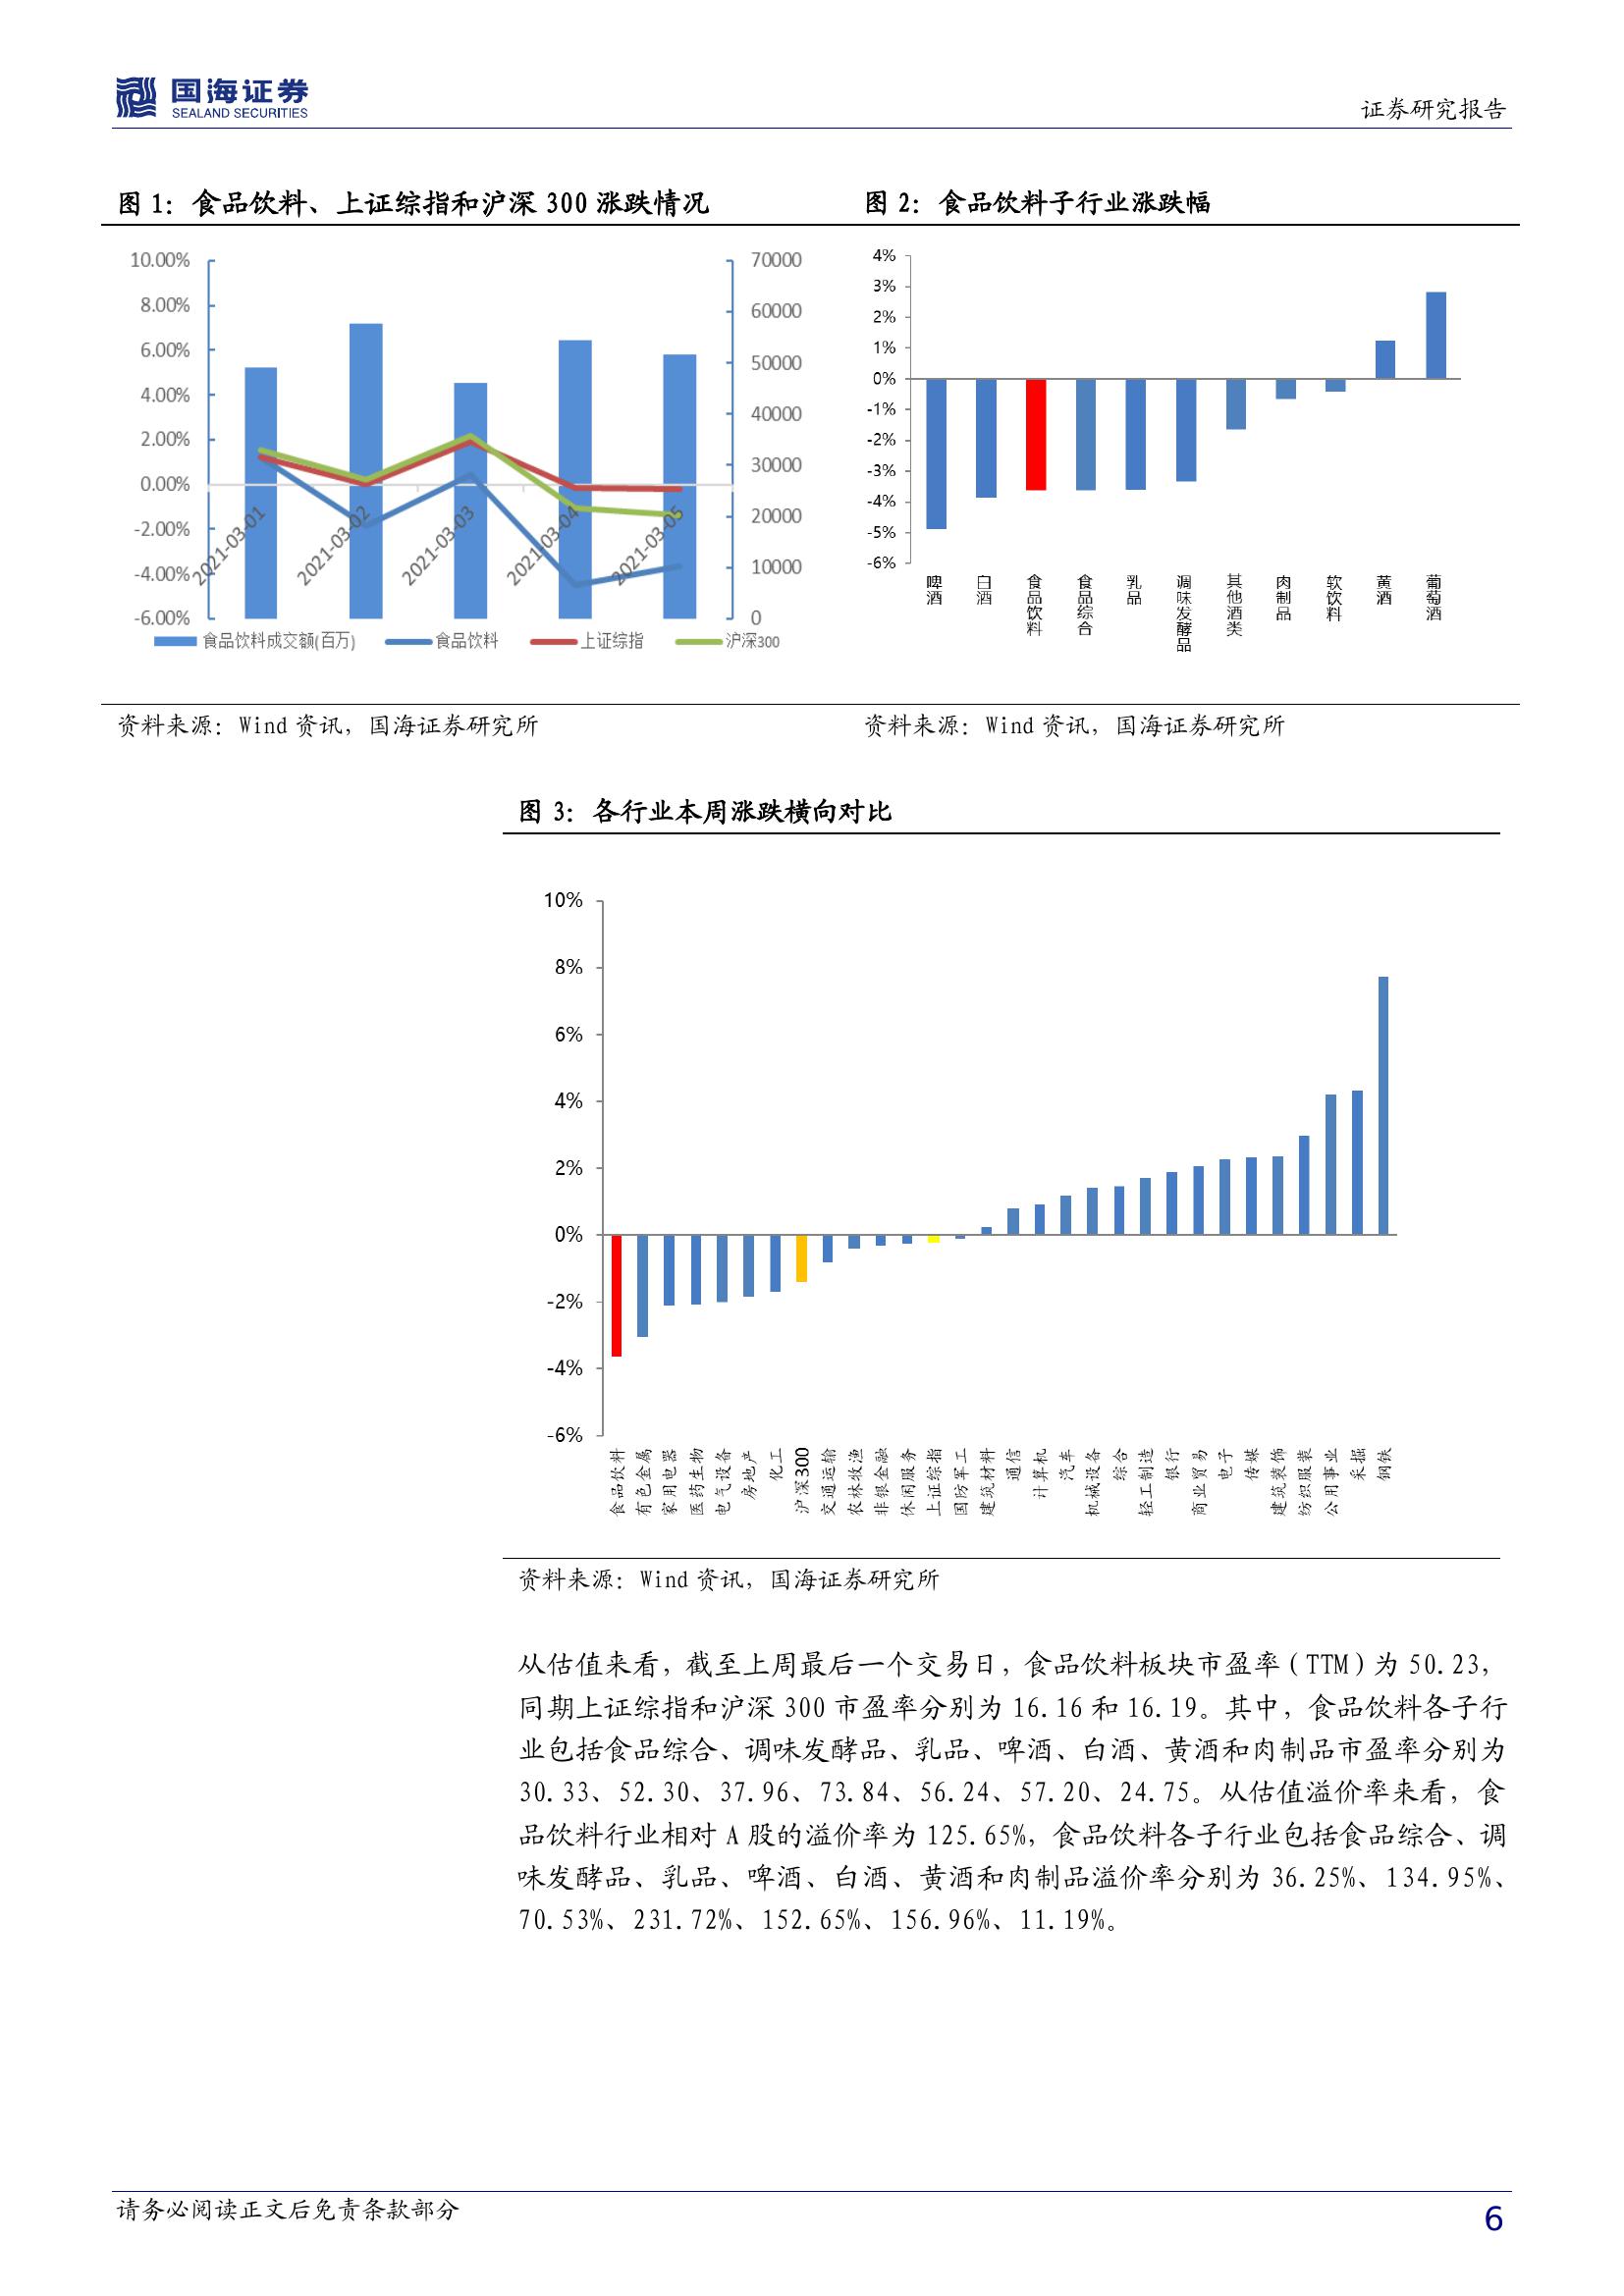 国海证券
SEALAND SECURITIES
证券研究报告
图 1：食品饮料、上证综指和沪深 300 涨跌情况
10.00%
8.00%
6.00%
4.00%
2.00%
0.00%
-2.00%
-4.00%
-6.00%
70000
60000
50000
40000
30000
20000
10000
0
2021-03-01
2021-03-02
2021-03-03
2021-03-04
2021-03-05
食品饮料成交额(百万)
食品饮料
上证综指
沪深300
资料来源：Wind 资讯，国海证券研究所
图 2：食品饮料子行业涨跌幅
4%
3%
2%
1%
0%
-1%
-2%
-3%
-4%
-5%
-6%
啤酒
白酒
食品饮料
食品综合
乳品
调味发酵品
其他酒类
肉制品
软饮料
黄酒
葡萄酒
资料来源：Wind 资讯，国海证券研究所
图 3：各行业本周涨跌横向对比
10%
8%
6%
4%
2%
0%
-2%
-4%
-6%
食品饮料
有色金属
家用电器
医药生物
电气设备
房地产
化工
沪深300
交通运输
农林牧渔
非银金融
休闲服务
上证综指
国防军工
建筑材料
通信
计算机
汽车
机械设备
综合
轻工制造
银行
商业贸易
电子
传媒
建筑装饰
纺织服装
公用事业
采掘
钢铁
资料来源：Wind 资讯，国海证券研究所
从估值来看，截至上周最后一个交易日，食品饮料板块市盈率（TTM）为 50.23，
同期上证综指和沪深 300 市盈率分别为 16.16 和 16.19。其中，食品饮料各子行
业包括食品综合、调味发酵品、乳品、啤酒、白酒、黄酒和肉制品市盈率分别为
30.33、52.30、37.96、73.84、56.24、57.20、24.75。从估值溢价率来看，食
品饮料行业相对 A 股的溢价率为 125.65%，食品饮料各子行业包括食品综合、调
味发酵品、乳品、啤酒、白酒、黄酒和肉制品溢价率分别为 36.25%、134.95%、
70.53%、231.72%、152.65%、156.96%、11.19%。
请务必阅读正文后免责条款部分
6